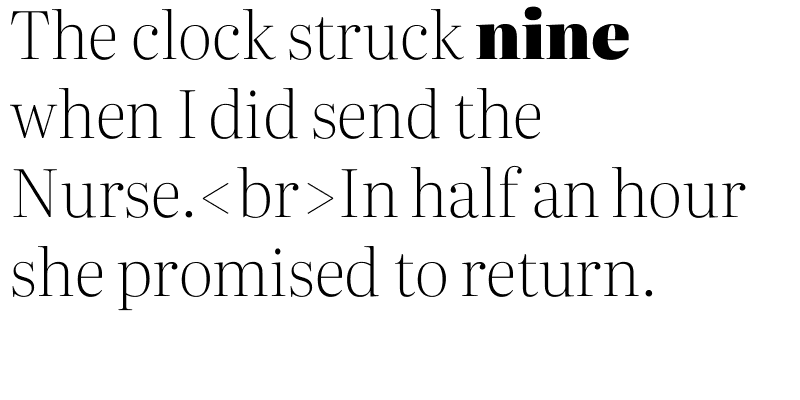 The clock struck nine
when I did send the
Nurse.<br>In half an hour
she promised to return.